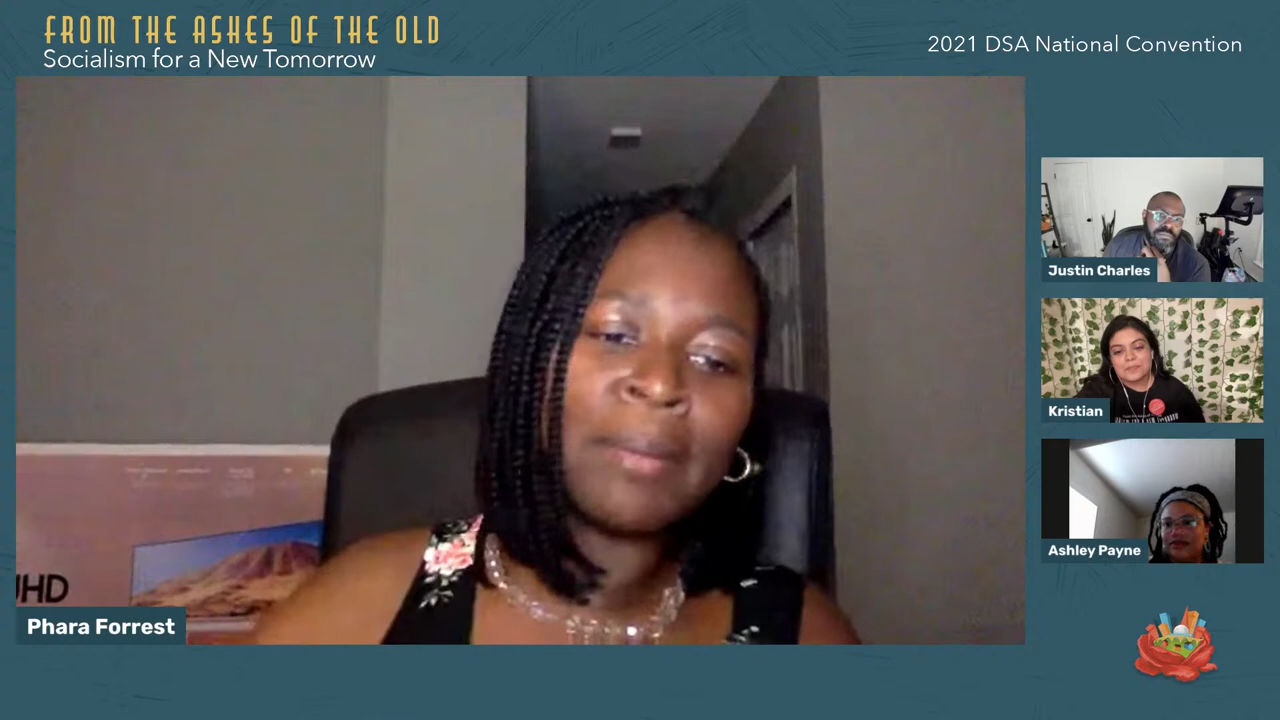 FROM THE ASHES OF THE OLD
Socialism for a New Tomorrow
2021 DSA National Convention
Justin Charles
Kristian
Ashley Payne
UHD
Phara Forrest